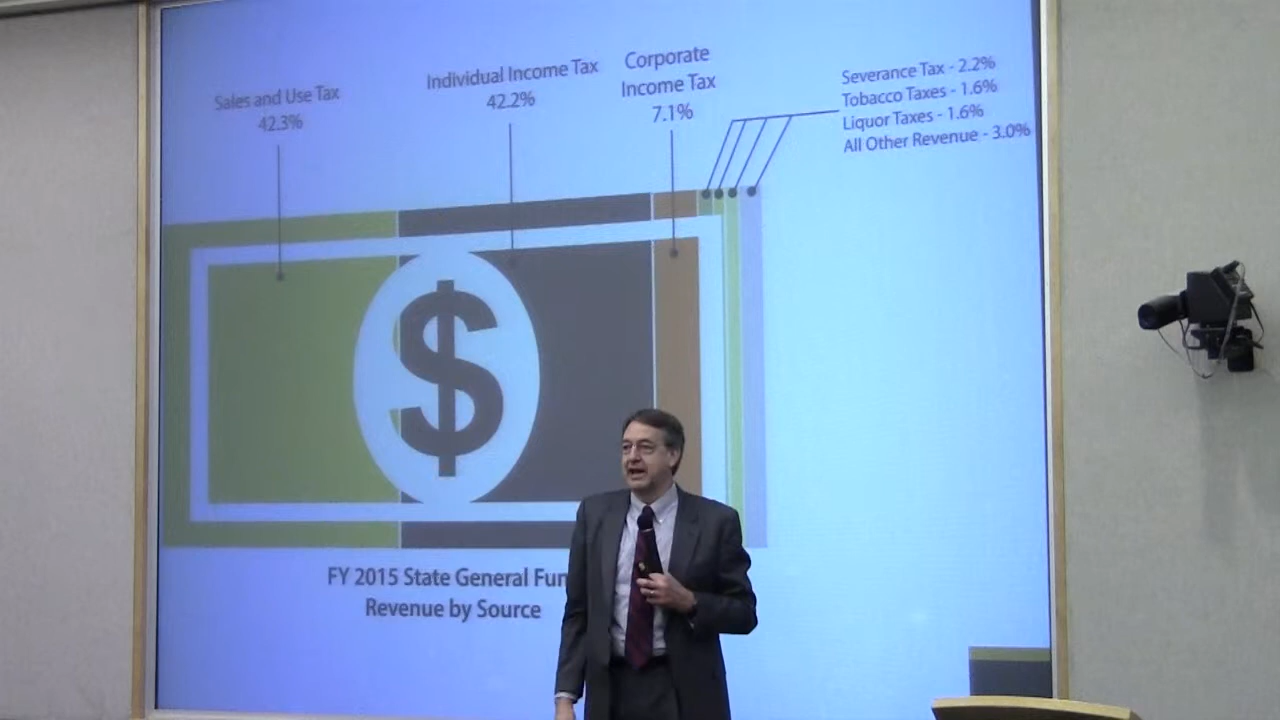 Sales and Use Tax
42.3%
Individual Income Tax
42.2%
Corporate
Income Tax
7.1%
Severance Tax - 2.2%
Tobacco Taxes - 1.6%
Liquor Taxes - 1.6%
All Other Revenue - 3.0%
$
FY 2015 State General Fun
Revenue by Source